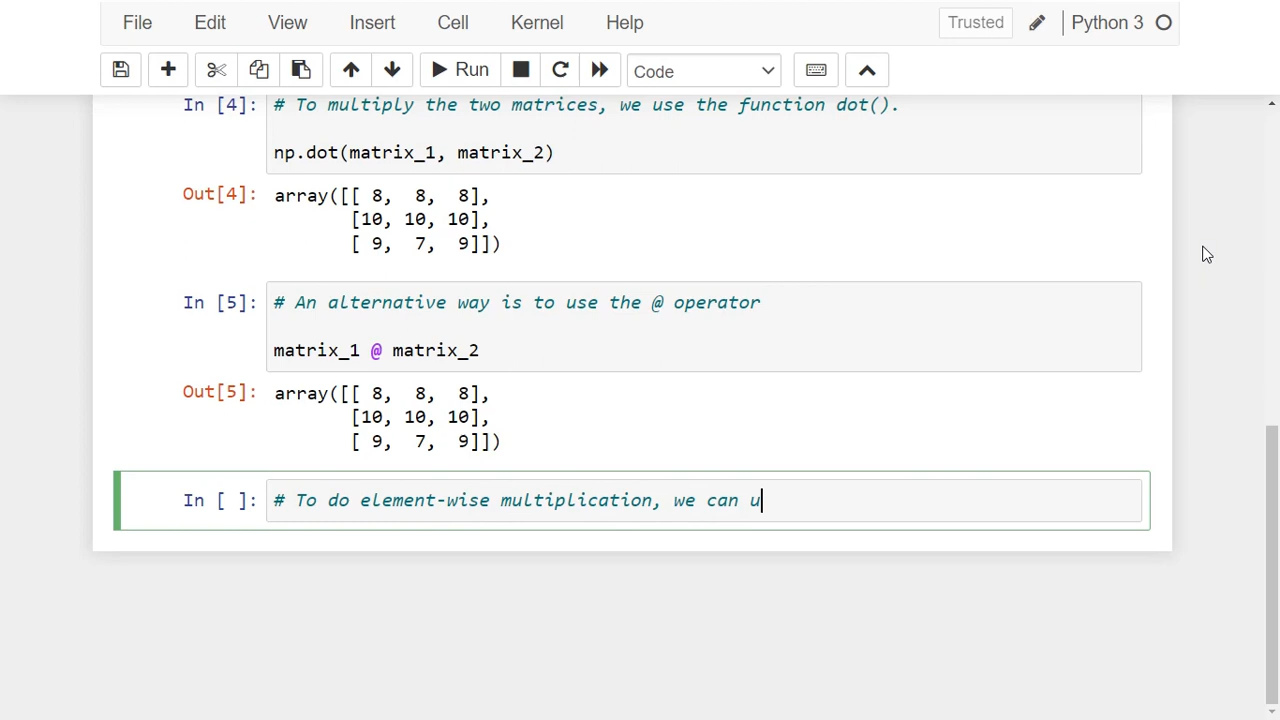 File Edit View Insert Cell Kernel Help Trusted Python 3
Run Code
In [4]: # To multiply the two matrices, we use the function dot().
np.dot(matrix_1, matrix_2)
Out[4]: array([[ 8,  8,  8],
[10, 10, 10],
[ 9,  7,  9]])
In [5]: # An alternative way is to use the @ operator
matrix_1 @ matrix_2
Out[5]: array([[ 8,  8,  8],
[10, 10, 10],
[ 9,  7,  9]])
In [ ]: # To do element-wise multiplication, we can u